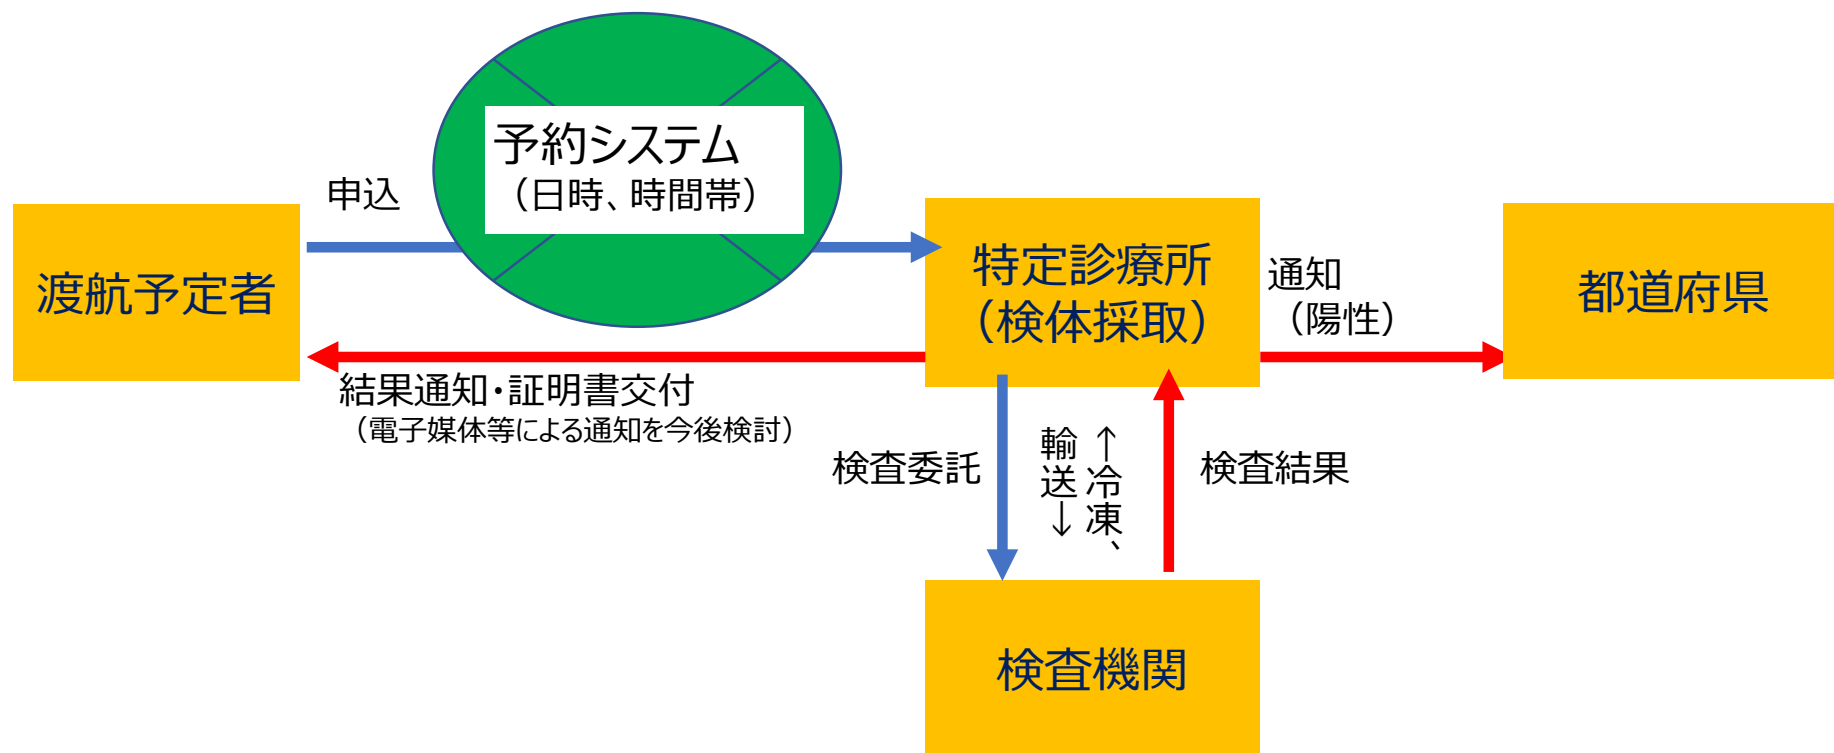 予約システム
（日時、時間帯）
申込
渡航予定者
特定診療所
（検体採取）
通知
（陽性）
都道府県
結果通知・証明書交付
（電子媒体等による通知を今後検討）
検査委託
↑冷凍、
輸送↓
検査結果
検査機関